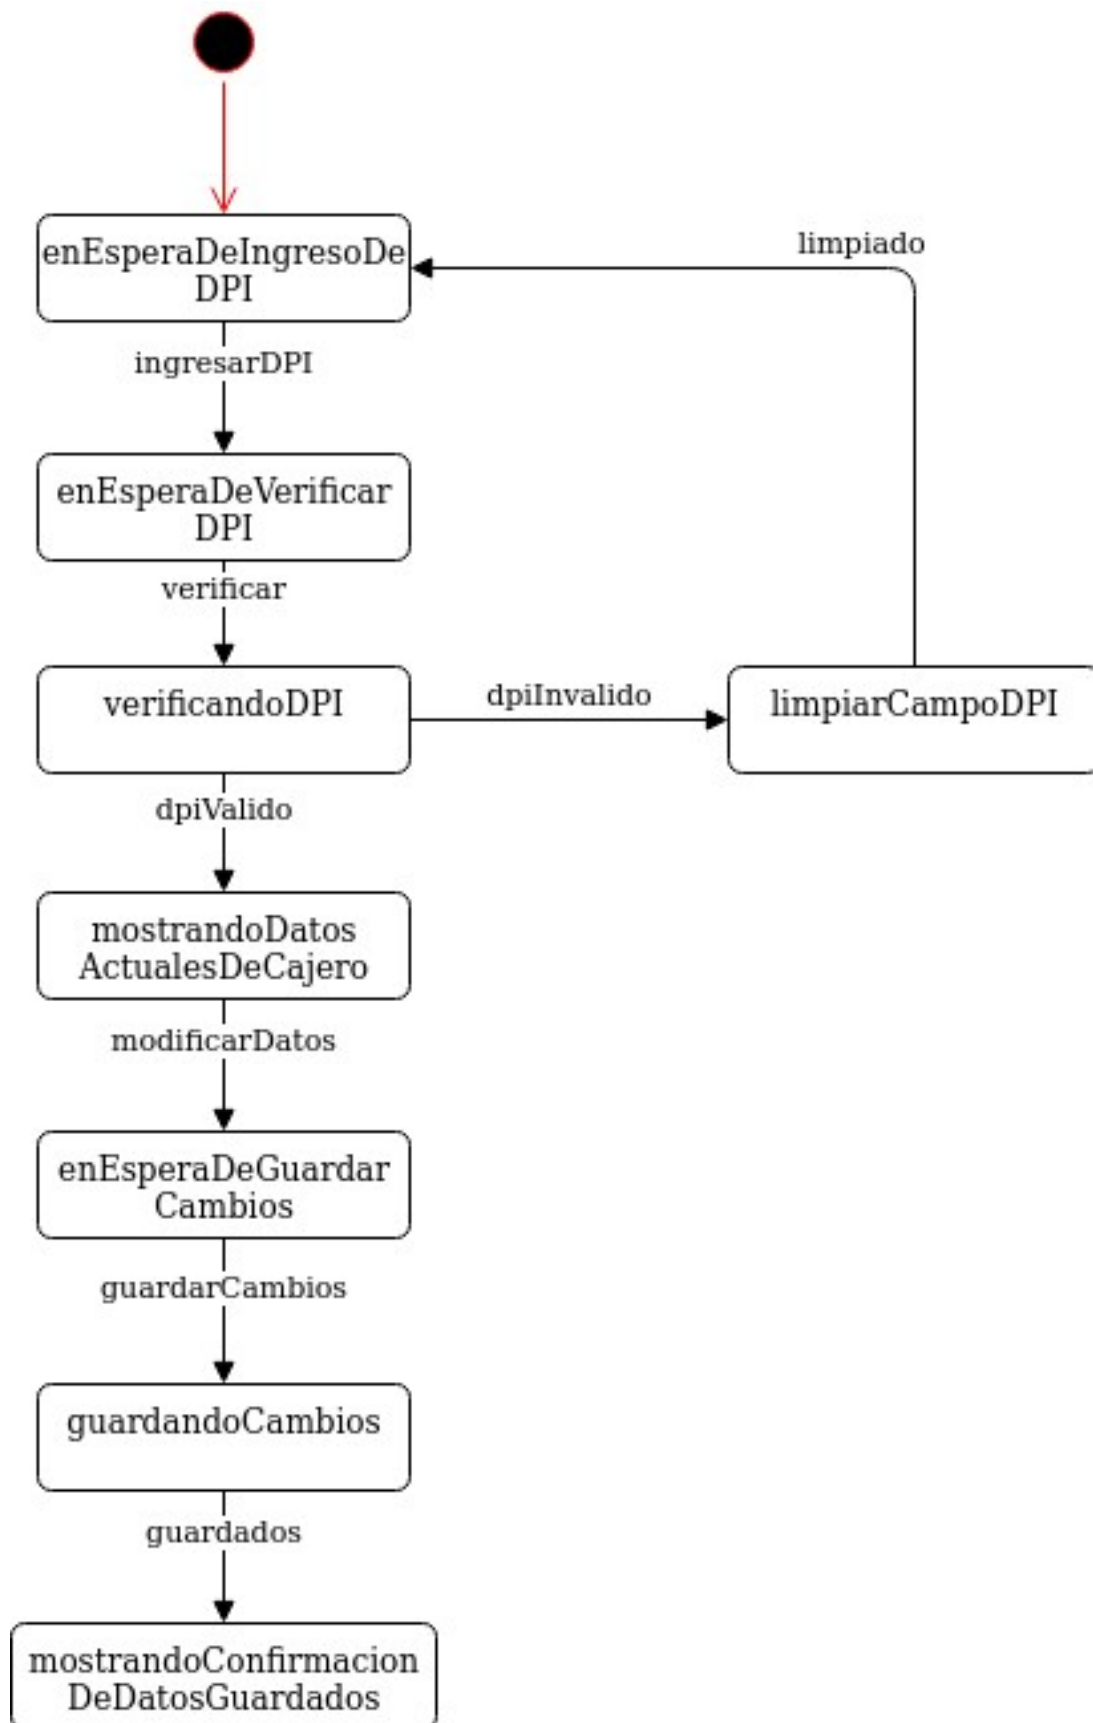 limpiado
enEsperaDeIngresoDe
DPI
ingresarDPI
enEsperaDeVerificar
DPI
verificar
verificandoDPI
dpiInvalido
limpiarCampoDPI
dpiValido
mostrandoDatos
ActualesDeCajero
modificarDatos
enEsperaDeGuardar
Cambios
guardarCambios
guardandoCambios
guardados
mostrandoConfirmacion
DeDatosGuardados